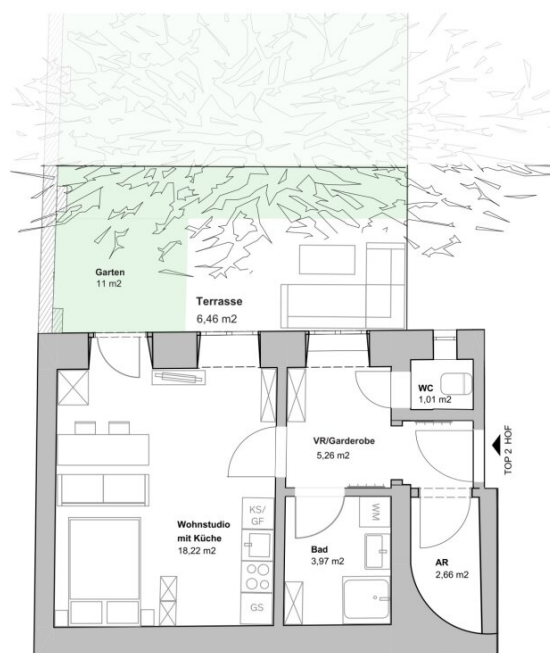 Garten
11 m2
Terrasse
6,46 m2
WC
1,01 m2
VR/Garderobe
5,26 m2
TOP 2 HOF
KS/
GF
WM
Wohnstudio
mit Küche
18,22 m2
Bad
3,97 m2
AR
2,66 m2
GS